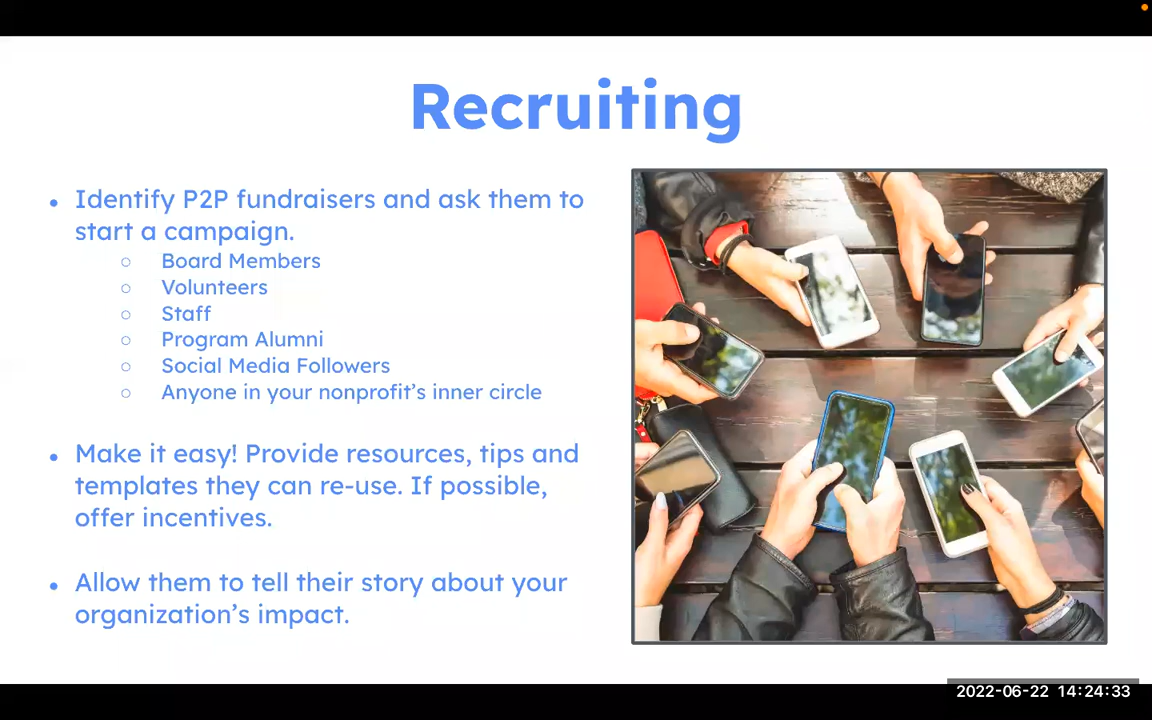 Recruiting
• Identify P2P fundraisers and ask them to
start a campaign.
○ Board Members
○ Volunteers
○ Staff
○ Program Alumni
○ Social Media Followers
○ Anyone in your nonprofit’s inner circle
• Make it easy! Provide resources, tips and
templates they can re-use. If possible,
offer incentives.
• Allow them to tell their story about your
organization’s impact.
2022-06-22 14:24:33